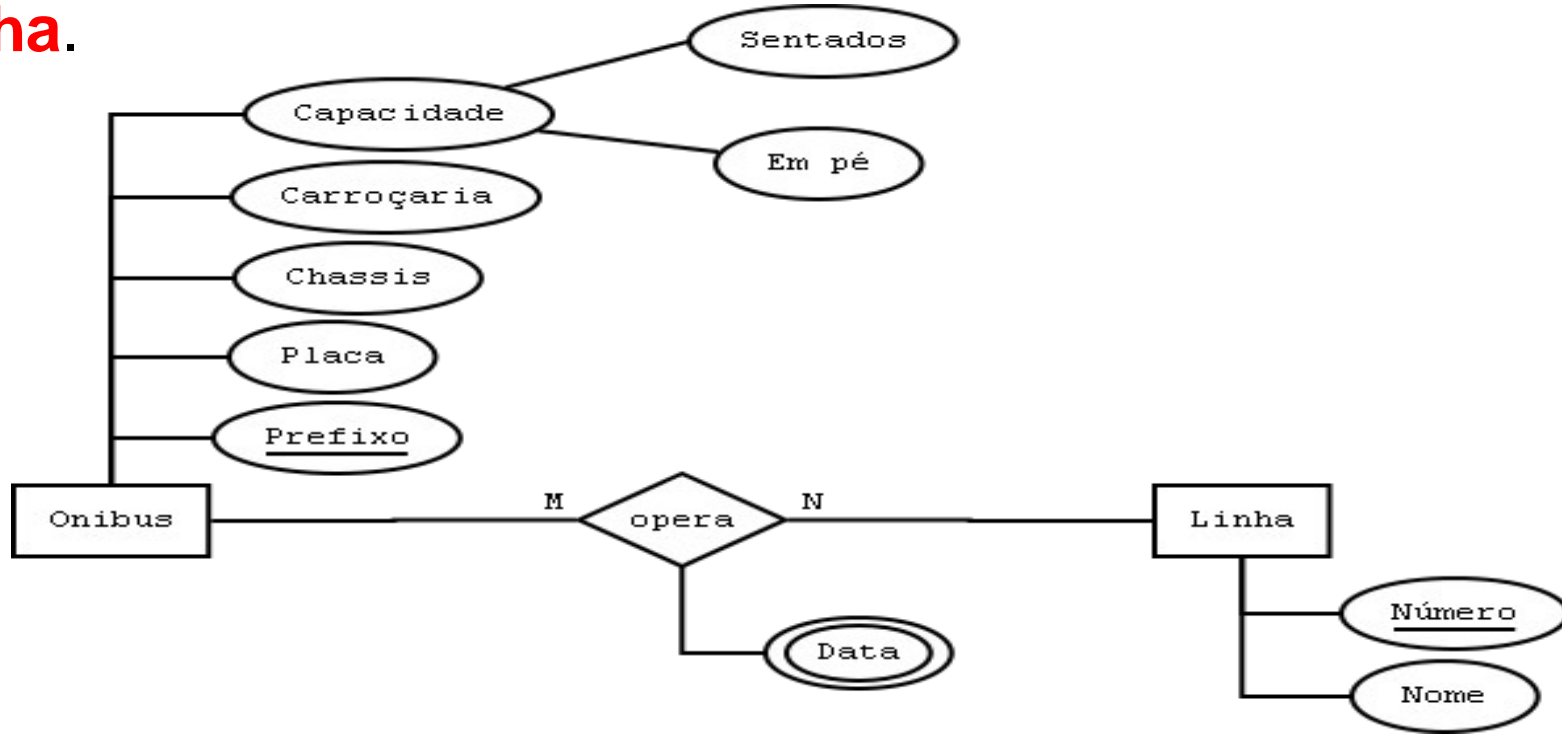 ha.
Sentados
Capacidade
Em pé
Carroçaria
Chassis
Placa
Prefixo
Onibus
M
opera
N
Linha
Número
Data
Nome